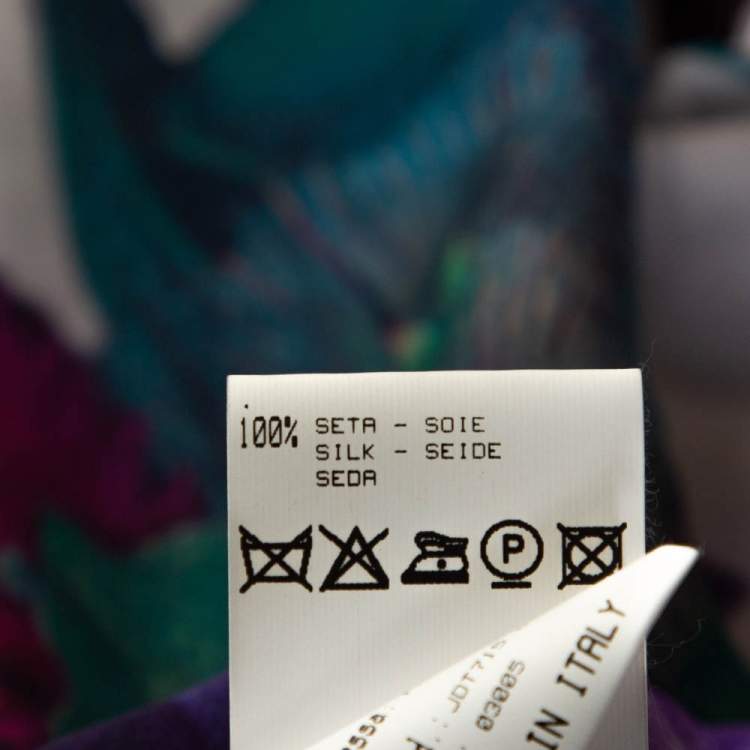 100% SETA - SOIE
SILK - SEIDE
SEDA
P
JDT715
03005
IN ITALY